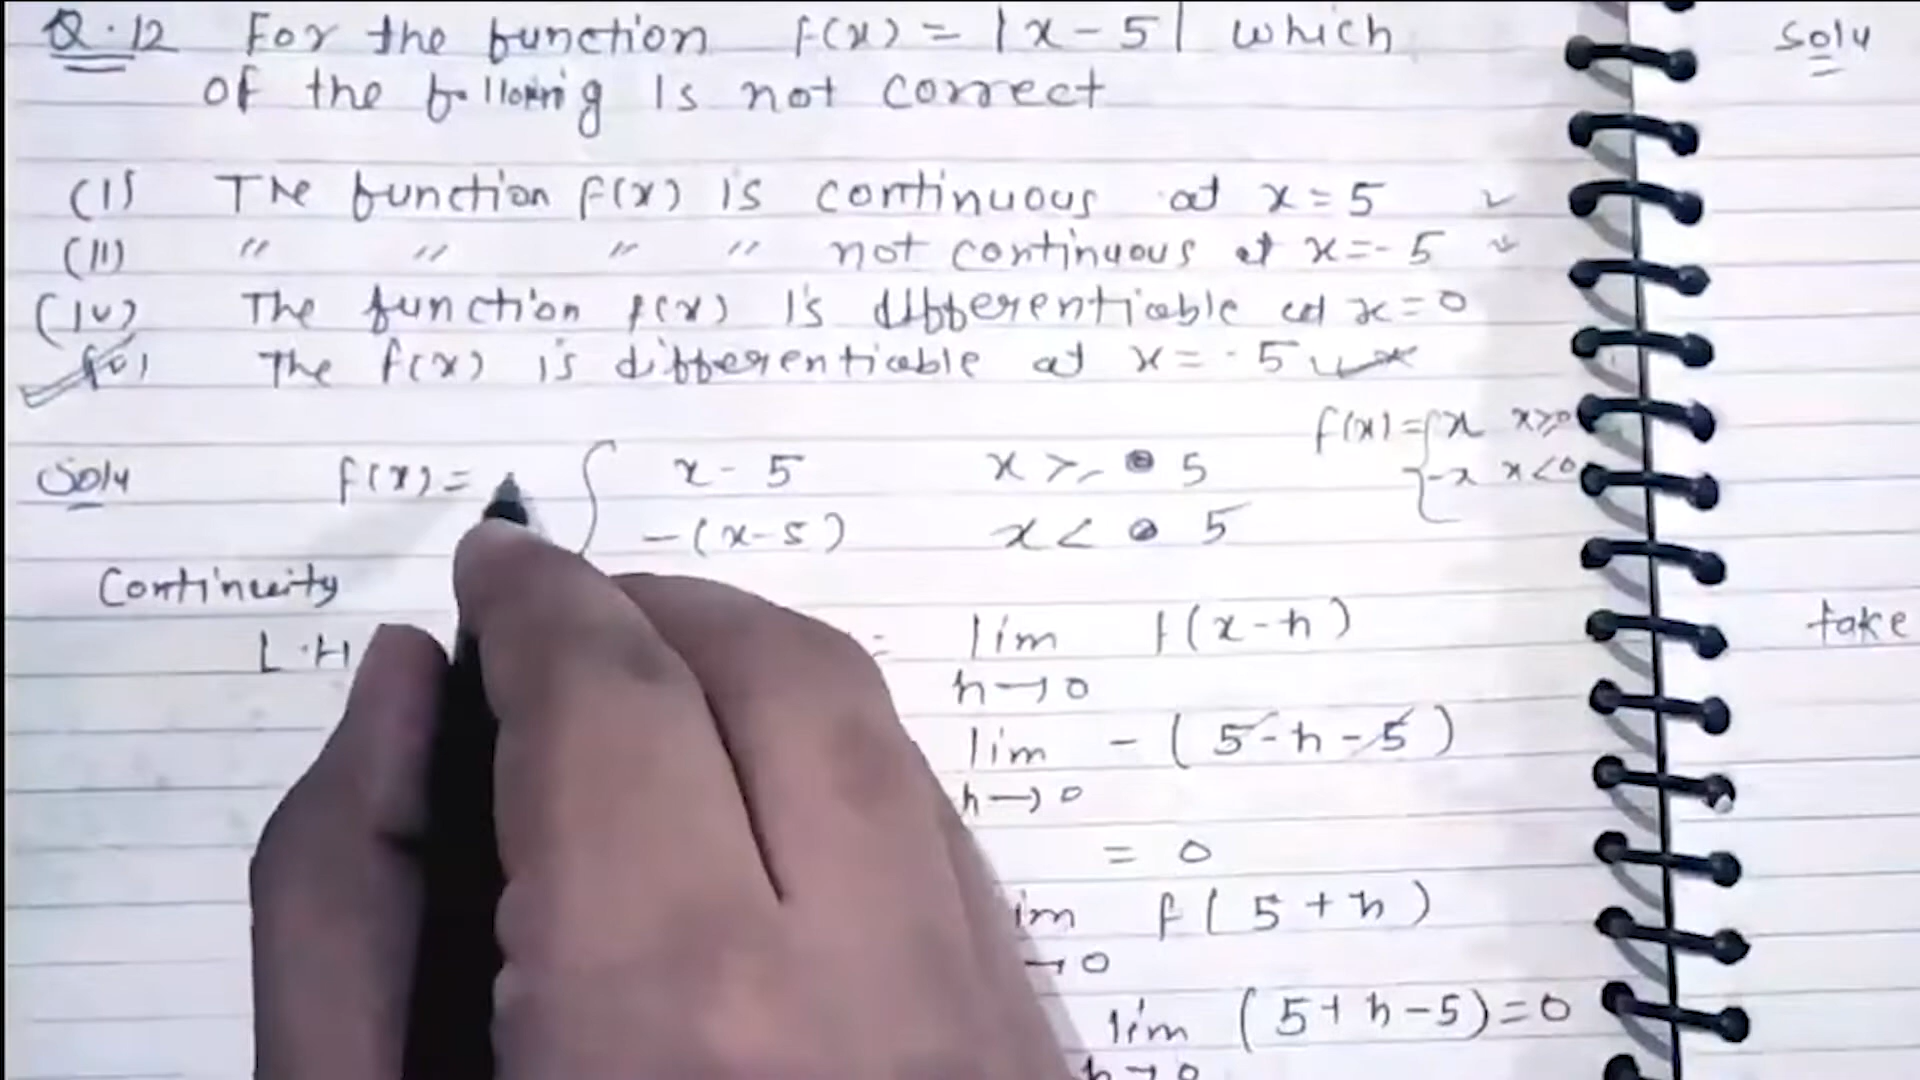 Q.12 For the function f(x) = |x-5| which
of the following is not correct
(I) The function f(x) is continuous at x=5
(II) " " " " not continuous at x=-5
(IV) The function f(x) is differentiable at x=0
The f(x) is differentiable at x=-5
f(x)={x x≥0
-x x<0
Solu f(x)= { x-5 x≥ 5
-(x-5) x< 5
Continuity
L.H = lim f(x-h)
h→0
lim -(5-h-5)
h→0
= 0
im f(5+h)
→0
lim (5+h-5)=0
h→0
Solu
take